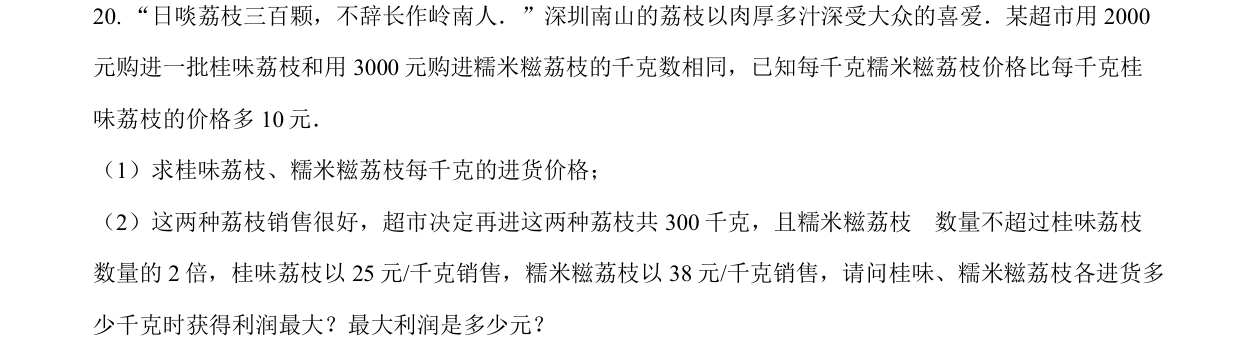 20. “日啖荔枝三百颗，不辞长作岭南人．”深圳南山的荔枝以肉厚多汁深受大众的喜爱．某超市用 2000
元购进一批桂味荔枝和用 3000 元购进糯米糍荔枝的千克数相同，已知每千克糯米糍荔枝价格比每千克桂
味荔枝的价格多 10 元．
（1）求桂味荔枝、糯米糍荔枝每千克的进货价格；
（2）这两种荔枝销售很好，超市决定再进这两种荔枝共 300 千克，且糯米糍荔枝　数量不超过桂味荔枝
数量的 2 倍，桂味荔枝以 25 元/千克销售，糯米糍荔枝以 38 元/千克销售，请问桂味、糯米糍荔枝各进货多
少千克时获得利润最大？最大利润是多少元？